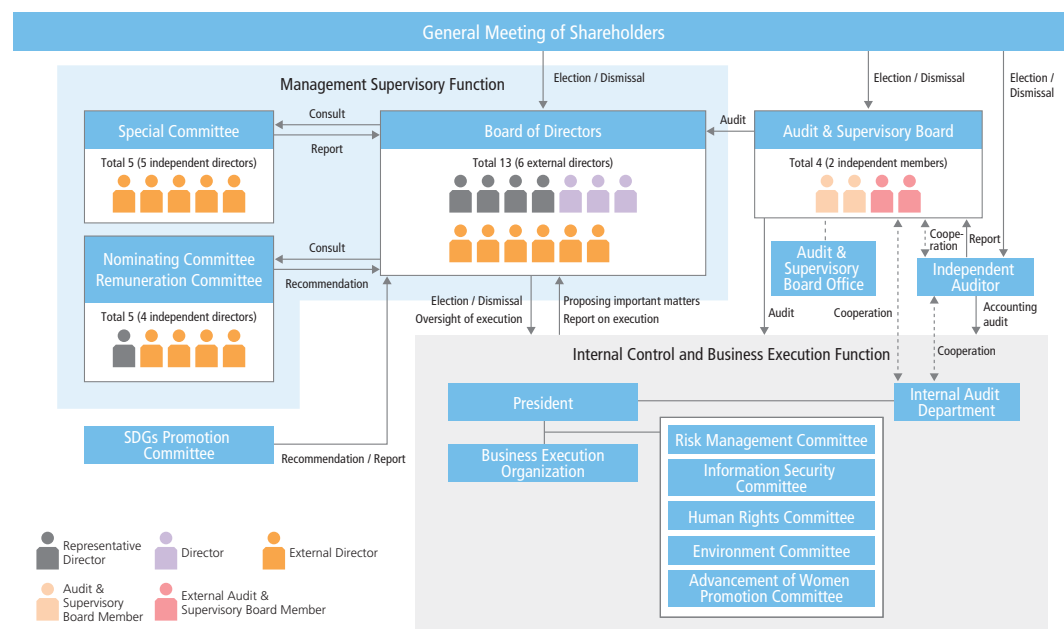 General Meeting of Shareholders
Election / Dismissal
Election / Dismissal
Election /
Dismissal
Management Supervisory Function
Special Committee
Total 5 (5 independent directors)
Consult
Report
Board of Directors
Total 13 (6 external directors)
Audit
Audit & Supervisory Board
Total 4 (2 independent members)
Nominating Committee
Remuneration Committee
Total 5 (4 independent directors)
Consult
Recommendation
Audit &
Supervisory
Board Office
Coope-
ration
Report
Independent
Auditor
Election / Dismissal
Oversight of execution
Proposing important matters
Report on execution
Audit
Cooperation
Accounting
audit
Cooperation
Internal Control and Business Execution Function
President
Internal Audit
Department
SDGs Promotion
Committee
Recommendation / Report
Business Execution
Organization
Risk Management Committee
Information Security
Committee
Human Rights Committee
Environment Committee
Advancement of Women
Promotion Committee
Representative
Director
Director
External Director
Audit &
Supervisory
Board Member
External Audit &
Supervisory Board Member